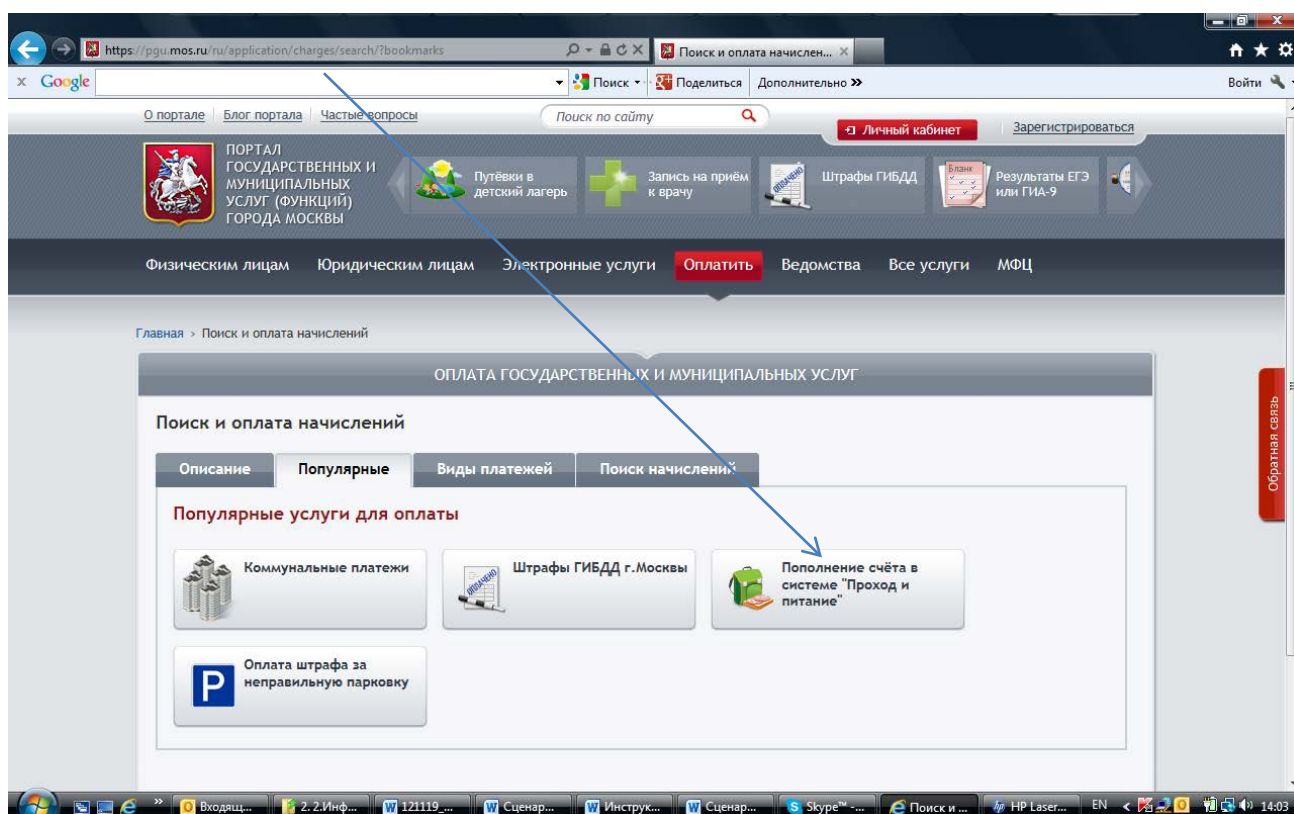 https://pgu.mos.ru/ru/application/charges/search/?bookmarks
Поиск и оплата начислен...
x Google
Поиск
Поделиться
Дополнительно »
Войти
О портале
Блог портала
Частые вопросы
Поиск по сайту
Личный кабинет
Зарегистрироваться
ПОРТАЛ
ГОСУДАРСТВЕННЫХ И
МУНИЦИПАЛЬНЫХ
УСЛУГ (ФУНКЦИЙ)
ГОРОДА МОСКВЫ
Путёвки в
детский лагерь
Запись на приём
к врачу
ОПЛАЧЕНО
Штрафы ГИБДД
Бланк
Результаты ЕГЭ
или ГИА-9
Физическим лицам
Юридическим лицам
Электронные услуги
Оплатить
Ведомства
Все услуги
МФЦ
Главная › Поиск и оплата начислений
ОПЛАТА ГОСУДАРСТВЕННЫХ И МУНИЦИПАЛЬНЫХ УСЛУГ
Обратная связь
Поиск и оплата начислений
Описание
Популярные
Виды платежей
Поиск начислений
Популярные услуги для оплаты
Коммунальные платежи
ОПЛАЧЕНО
Штрафы ГИБДД г.Москвы
Пополнение счёта в
системе "Проход и
питание"
P
Оплата штрафа за
неправильную парковку
Входящ...
2. 2.Инф...
121119_...
Сценар...
Инструк...
Сценар...
Skype™ -...
Поиск и ...
HP Laser...
EN
14:03